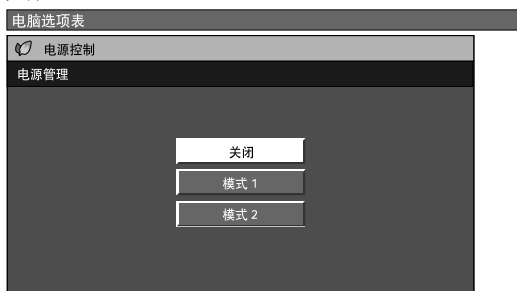 电脑选项表
电源控制
电源管理
关闭
模式 1
模式 2